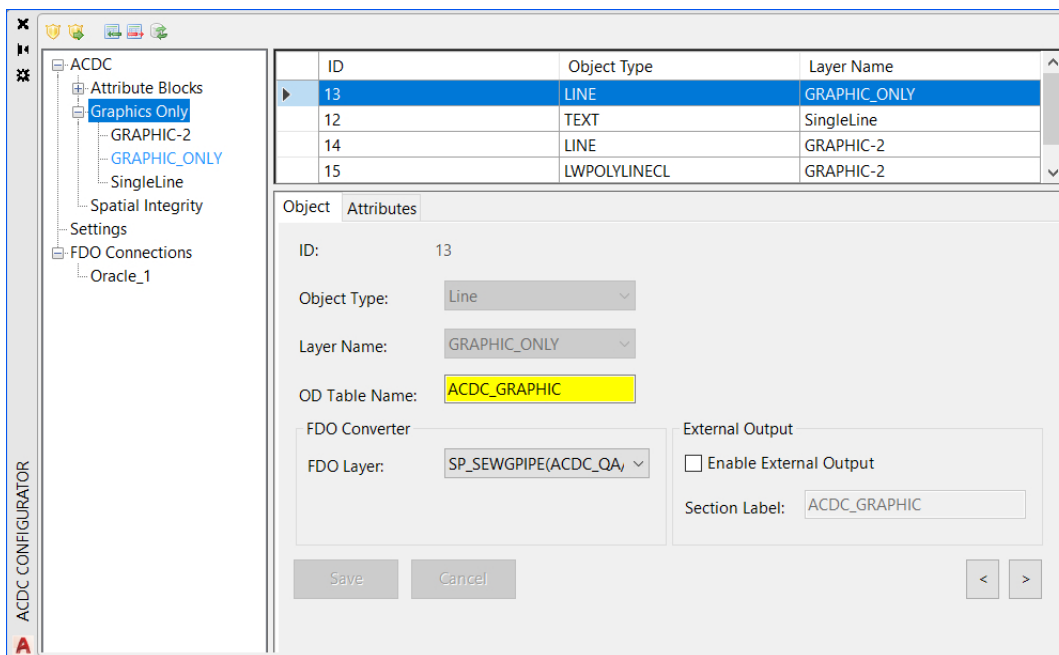 ACDC
Attribute Blocks
Graphics Only
GRAPHIC-2
GRAPHIC_ONLY
SingleLine
Spatial Integrity
Settings
FDO Connections
Oracle_1
ACDC CONFIGURATOR
ID Object Type Layer Name
13 LINE GRAPHIC_ONLY
12 TEXT SingleLine
14 LINE GRAPHIC-2
15 LWPOLYLINECL GRAPHIC-2
Object Attributes
ID: 13
Object Type: Line
Layer Name: GRAPHIC_ONLY
OD Table Name: ACDC_GRAPHIC
FDO Converter
FDO Layer: SP_SEWGPIPE(ACDC_QA/
External Output
Enable External Output
Section Label: ACDC_GRAPHIC
Save Cancel < >